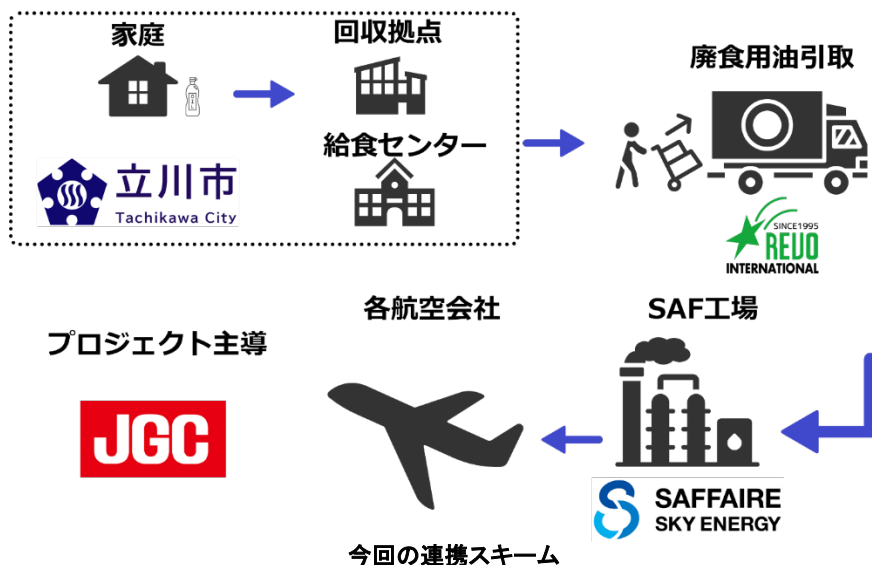 家庭
回収拠点
給食センター
立川市
Tachikawa City
廃食用油引取
SINCE1995
REVO
INTERNATIONAL
プロジェクト主導
JGC
各航空会社
SAF工場
SAFFAIRE
SKY ENERGY
今回の連携スキーム